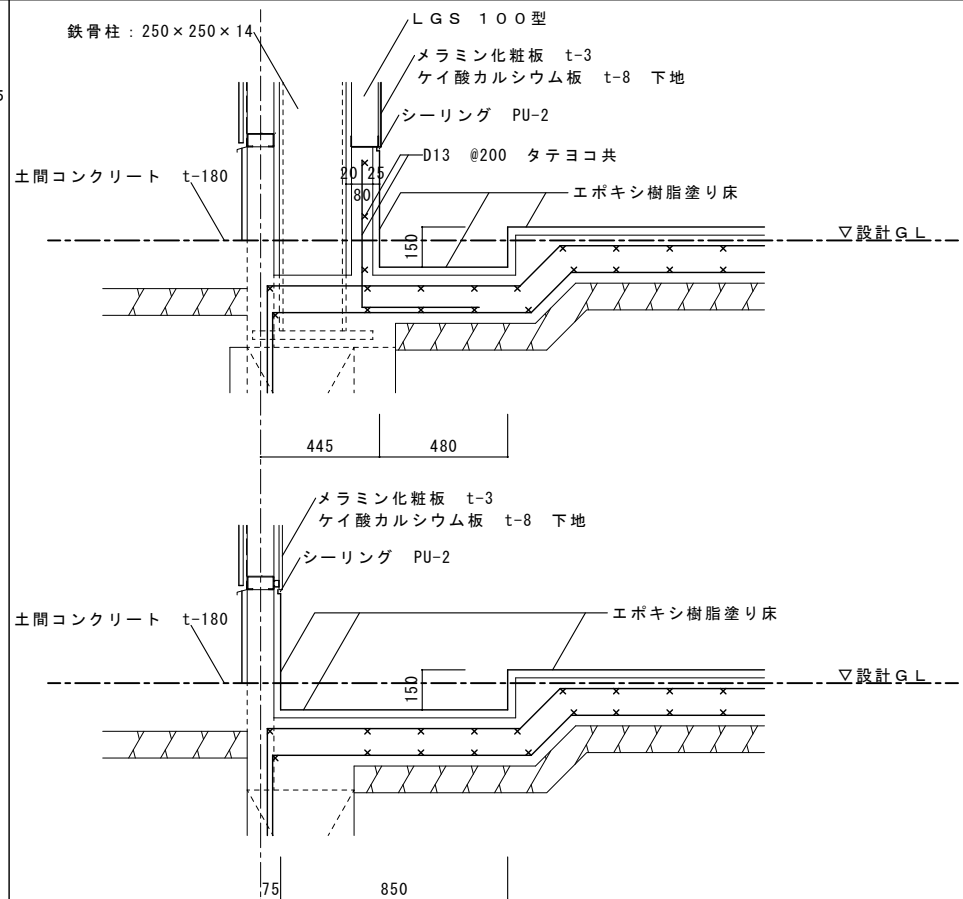 鉄骨柱：250×250×14
LGS 100型
メラミン化粧板 t-3
ケイ酸カルシウム板 t-8 下地
5
シーリング PU-2
D13 @200 タテヨコ共
土間コンクリート t-180
20 25
80
エポキシ樹脂塗り床
150
▽設計GL
445
480
メラミン化粧板 t-3
ケイ酸カルシウム板 t-8 下地
シーリング PU-2
土間コンクリート t-180
エポキシ樹脂塗り床
150
▽設計GL
75
850